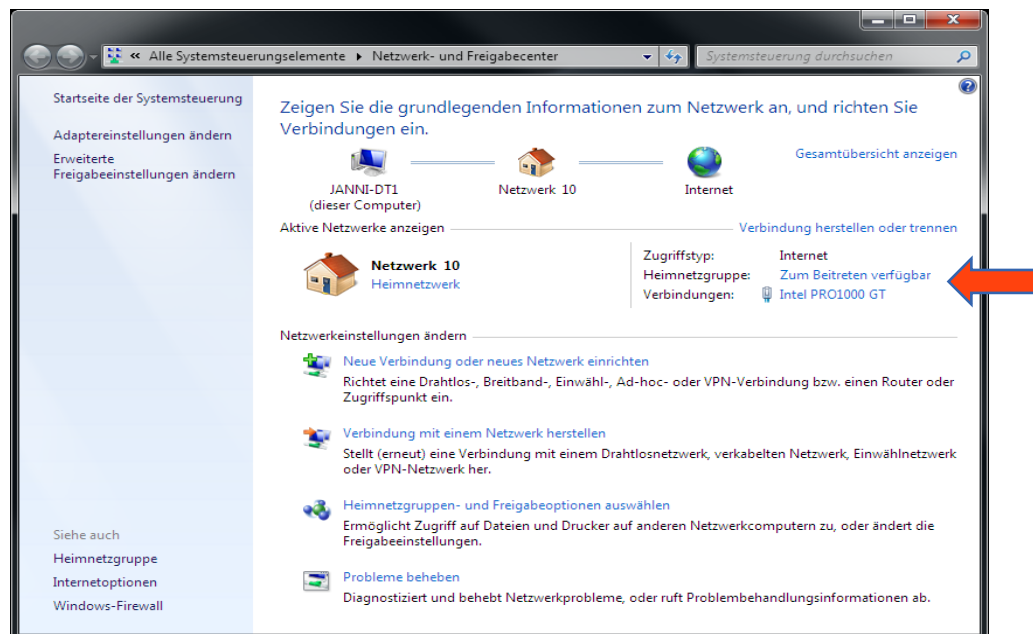 « Alle Systemsteuerungselemente ▸ Netzwerk- und Freigabecenter
Systemsteuerung durchsuchen
Startseite der Systemsteuerung
Adaptereinstellungen ändern
Erweiterte
Freigabeeinstellungen ändern
Zeigen Sie die grundlegenden Informationen zum Netzwerk an, und richten Sie
Verbindungen ein.
Gesamtübersicht anzeigen
JANNI-DT1
(dieser Computer)
Netzwerk 10
Internet
Aktive Netzwerke anzeigen
Verbindung herstellen oder trennen
Netzwerk 10
Heimnetzwerk
Zugriffstyp: Internet
Heimnetzgruppe: Zum Beitreten verfügbar
Verbindungen: Intel PRO1000 GT
Netzwerkeinstellungen ändern
Neue Verbindung oder neues Netzwerk einrichten
Richtet eine Drahtlos-, Breitband-, Einwähl-, Ad-hoc- oder VPN-Verbindung bzw. einen Router oder
Zugriffspunkt ein.
Verbindung mit einem Netzwerk herstellen
Stellt (erneut) eine Verbindung mit einem Drahtlosnetzwerk, verkabelten Netzwerk, Einwählnetzwerk
oder VPN-Netzwerk her.
Heimnetzgruppen- und Freigabeoptionen auswählen
Ermöglicht Zugriff auf Dateien und Drucker auf anderen Netzwerkcomputern zu, oder ändert die
Freigabeeinstellungen.
Probleme beheben
Diagnostiziert und behebt Netzwerkprobleme, oder ruft Problembehandlungsinformationen ab.
Siehe auch
Heimnetzgruppe
Internetoptionen
Windows-Firewall